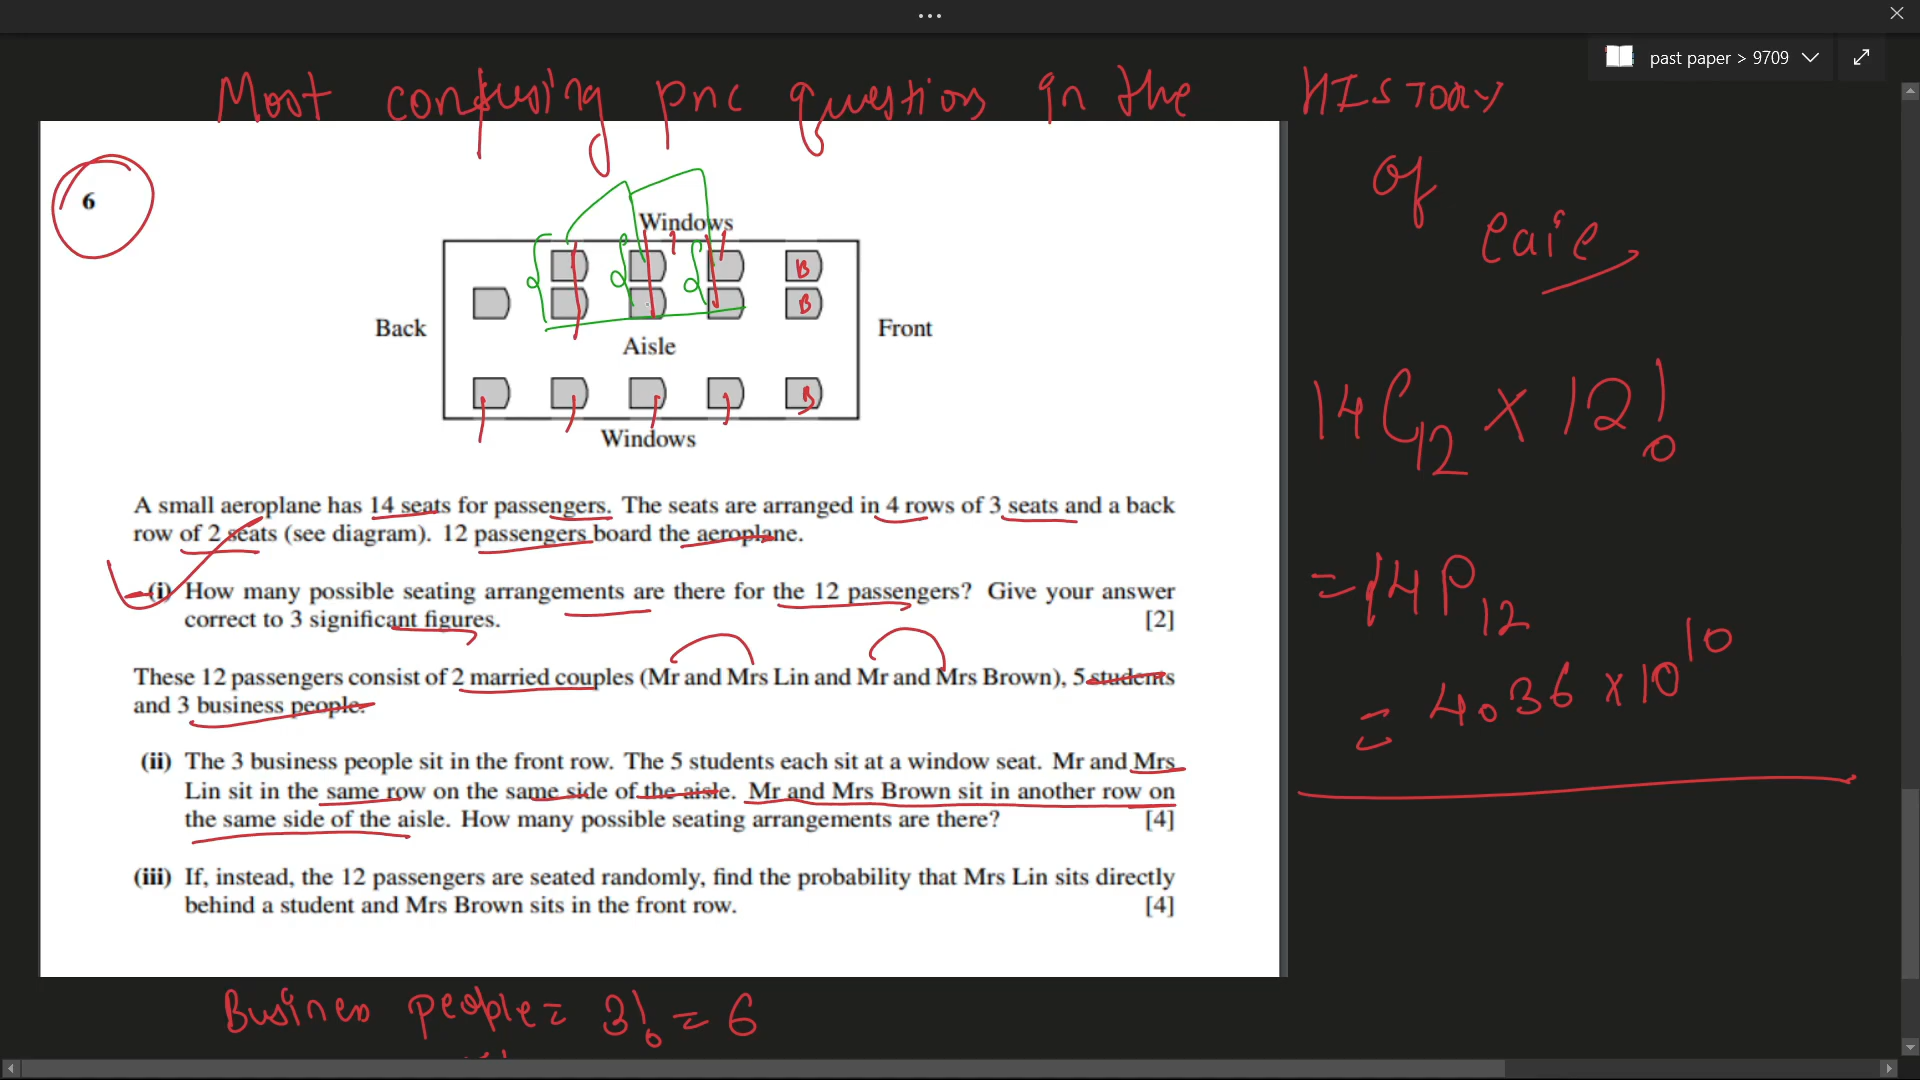 past paper > 9709
Most confusing pnc question in the HISTORY
of
Caie
6
Windows
B
B
Back
Front
Aisle
B
Windows
A small aeroplane has 14 seats for passengers. The seats are arranged in 4 rows of 3 seats and a back
row of 2 seats (see diagram). 12 passengers board the aeroplane.
(i) How many possible seating arrangements are there for the 12 passengers? Give your answer
correct to 3 significant figures. [2]
These 12 passengers consist of 2 married couples (Mr and Mrs Lin and Mr and Mrs Brown), 5 students
and 3 business people.
(ii) The 3 business people sit in the front row. The 5 students each sit at a window seat. Mr and Mrs
Lin sit in the same row on the same side of the aisle. Mr and Mrs Brown sit in another row on
the same side of the aisle. How many possible seating arrangements are there? [4]
(iii) If, instead, the 12 passengers are seated randomly, find the probability that Mrs Lin sits directly
behind a student and Mrs Brown sits in the front row. [4]
14C12 × 12!
= 14P12
= 4.36 × 10^10
Business people = 3! = 6